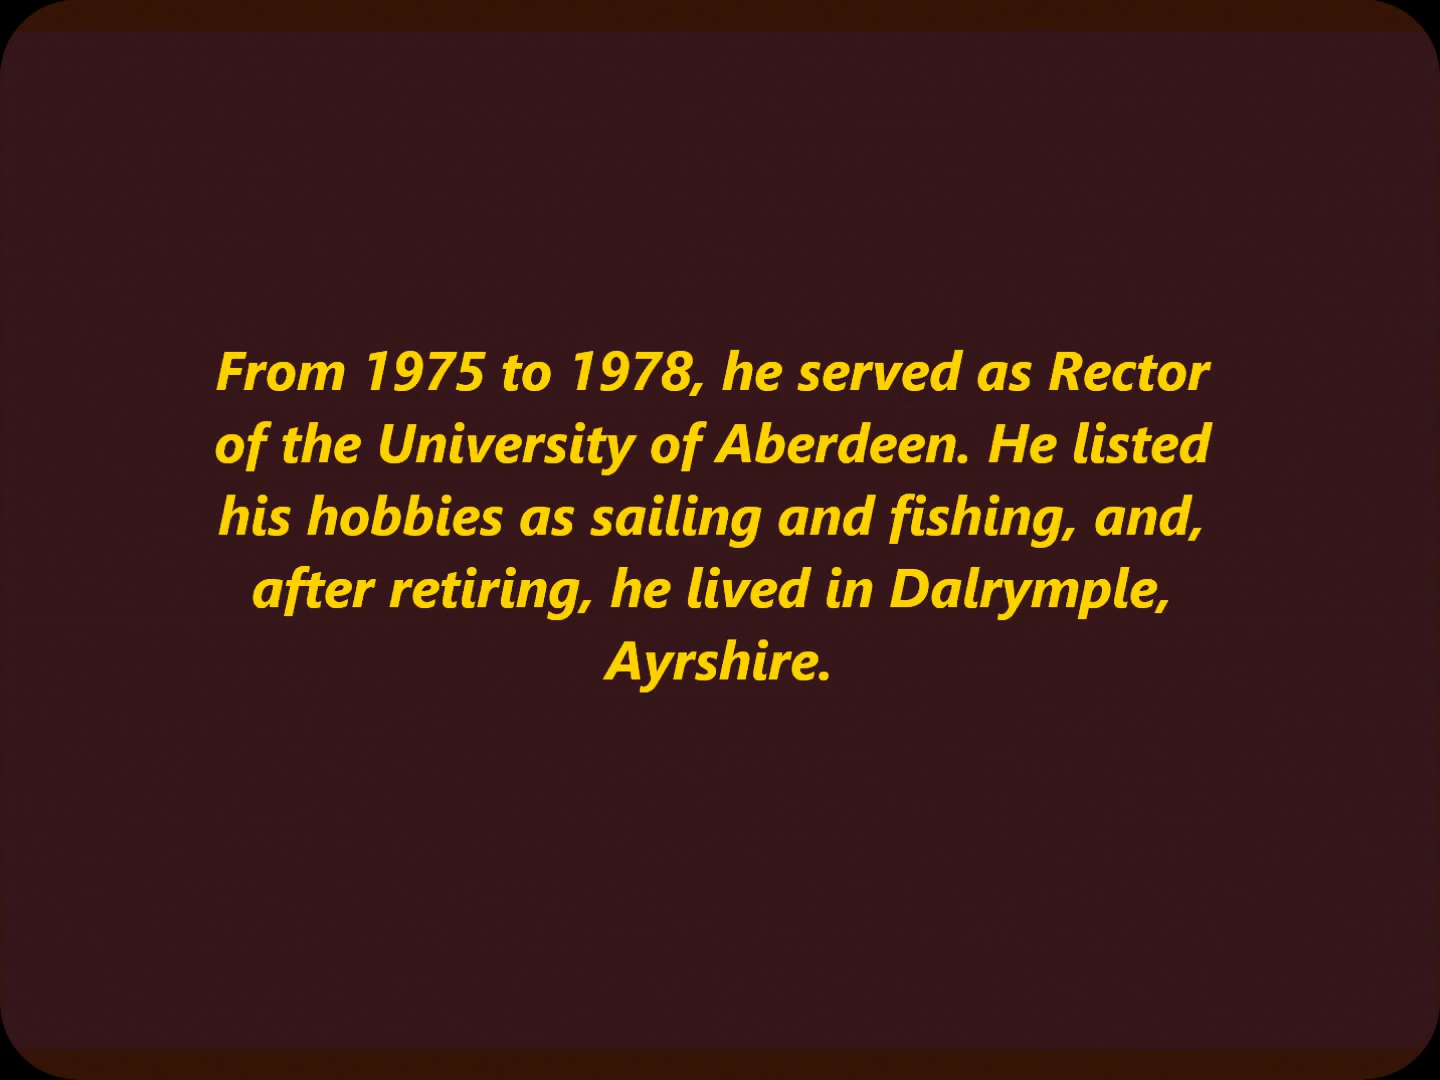 From 1975 to 1978, he served as Rector
of the University of Aberdeen. He listed
his hobbies as sailing and fishing, and,
after retiring, he lived in Dalrymple,
Ayrshire.